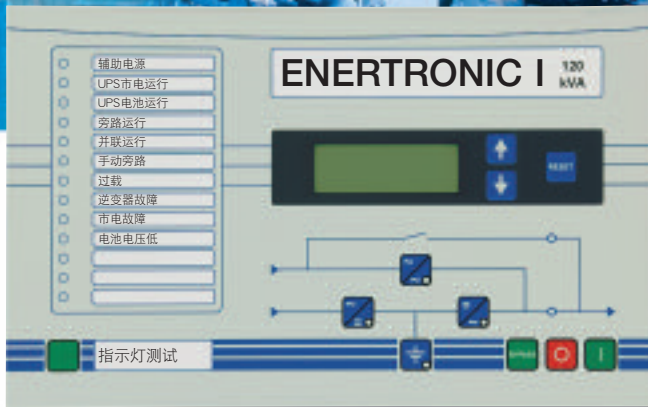 辅助电源
UPS市电运行
UPS电池运行
旁路运行
并联运行
手动旁路
过载
逆变器故障
市电故障
电池电压低
指示灯测试
ENERTRONIC I
120
kVA
RESET
BYPASS
I